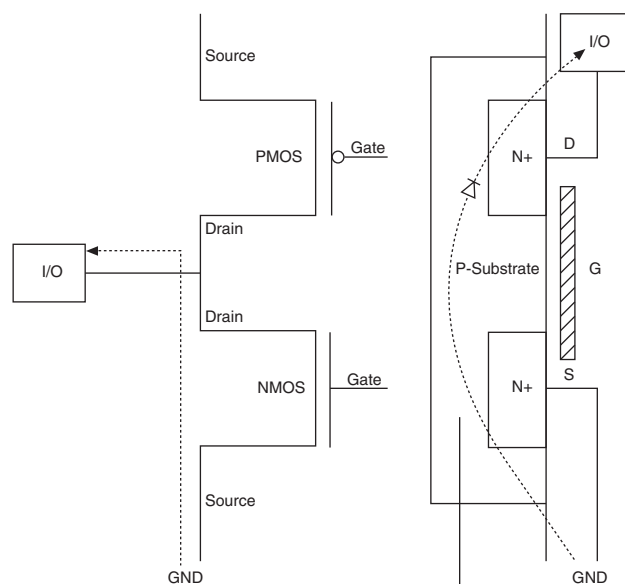 Source
PMOS
Gate
Drain
I/O
Drain
NMOS
Gate
Source
GND
I/O
N+
D
P-Substrate
G
N+
S
GND